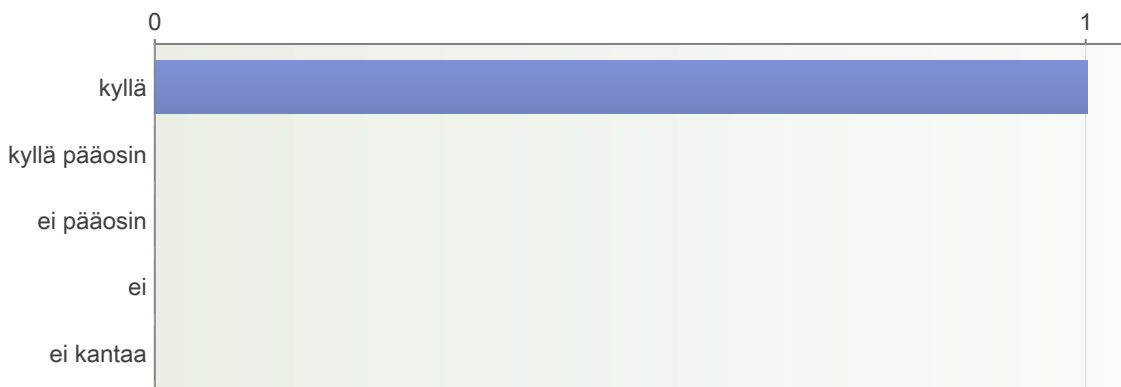 0 1
kyllä
kyllä pääosin
ei pääosin
ei
ei kantaa